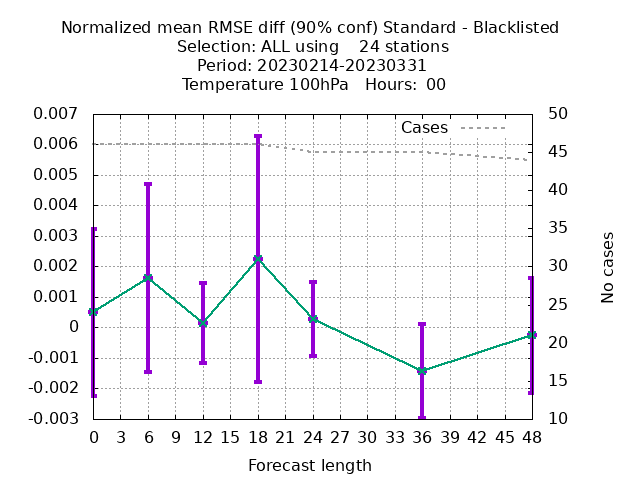 Normalized mean RMSE diff (90% conf) Standard - Blacklisted
Selection: ALL using    24 stations
Period: 20230214-20230331
Temperature 100hPa   Hours:  00
Cases
0.007
0.006
0.005
0.004
0.003
0.002
0.001
0
-0.001
-0.002
-0.003
50
45
40
35
30
25
20
15
10
No cases
0 3 6 9 12 15 18 21 24 27 30 33 36 39 42 45 48
Forecast length